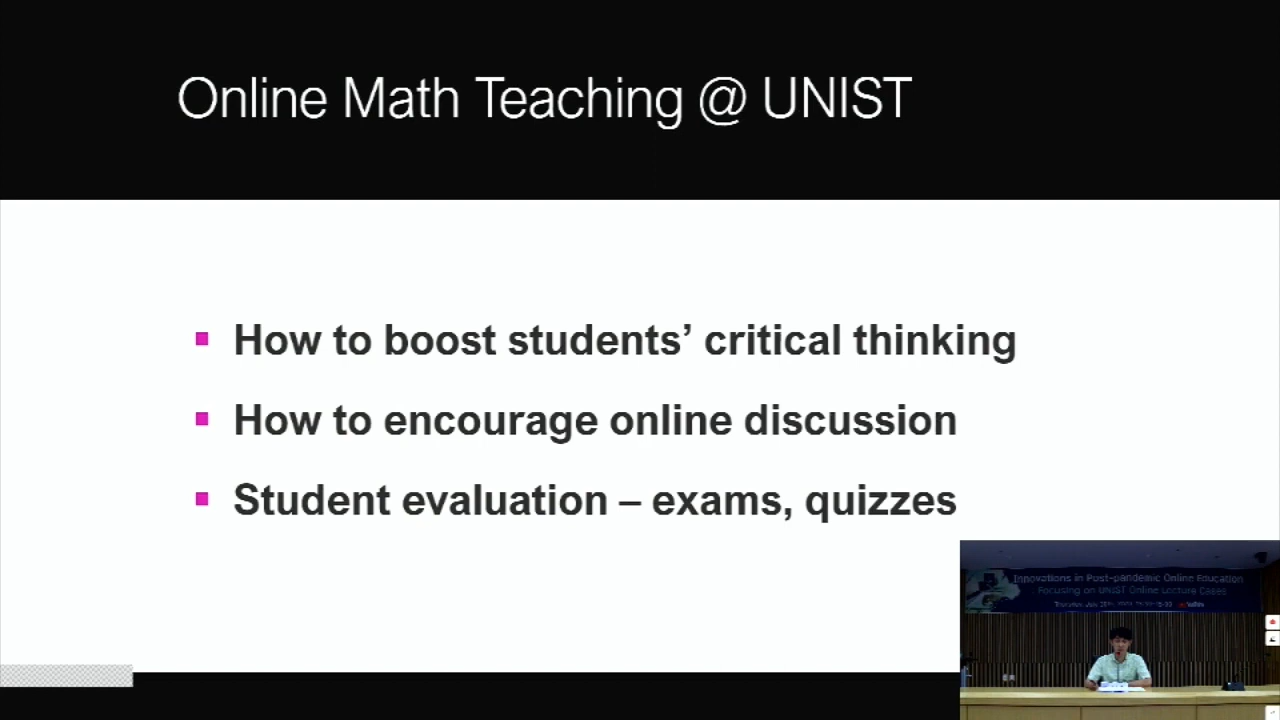 Online Math Teaching @ UNIST
How to boost students’ critical thinking
How to encourage online discussion
Student evaluation – exams, quizzes
Innovations in Post-pandemic Online Education
Focusing on UNIST Online Lecture Cases